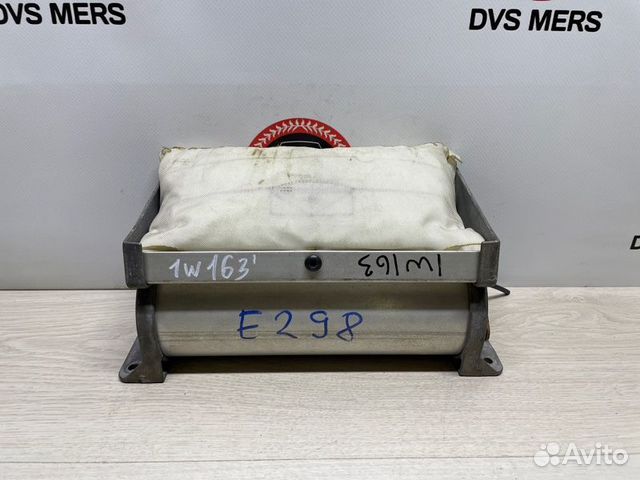 DVS MERS
DVS MERS
1W163'
1W163
E298
Avito